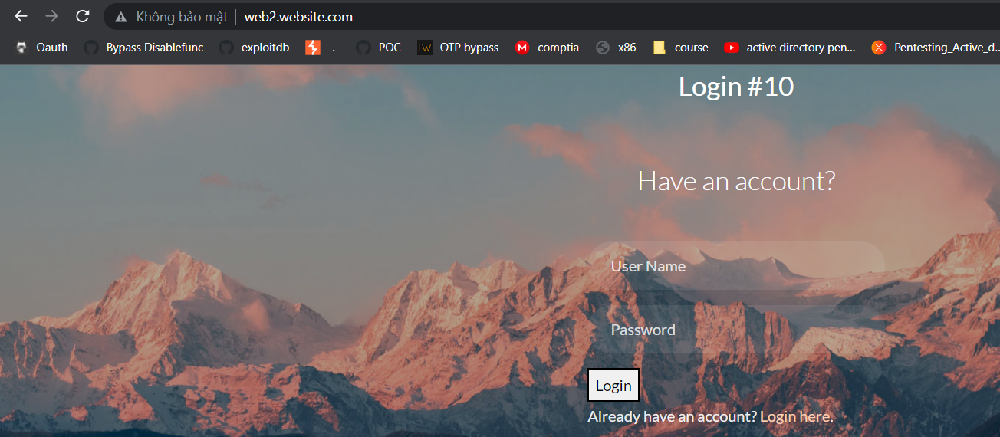 Không bảo mật | web2.website.com
Oauth Bypass Disablefunc exploitdb -.- POC IW OTP bypass M comptia x86 course active directory pen... Pentesting_Active_d...
Login #10
Have an account?
User Name
Password
Login
Already have an account? Login here.